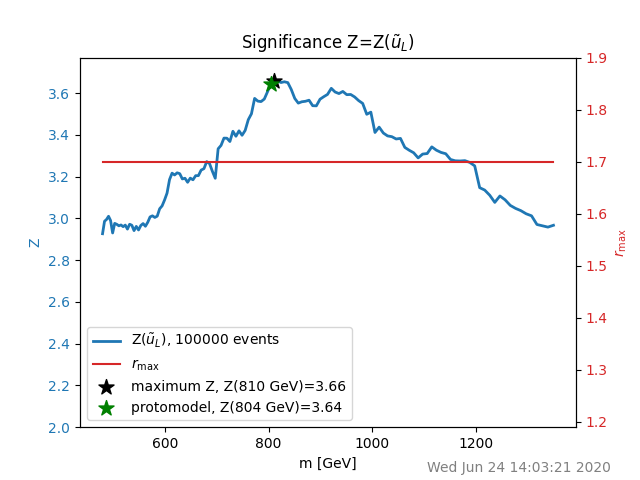 Significance Z=Z(ũ_L)
3.6
3.4
3.2
3.0
2.8
2.6
2.4
2.2
2.0
Z
1.9
1.8
1.7
1.6
1.5
1.4
1.3
1.2
r_max
Z(ũ_L), 100000 events
r_max
maximum Z, Z(810 GeV)=3.66
protomodel, Z(804 GeV)=3.64
600 800 1000 1200
m [GeV]
Wed Jun 24 14:03:21 2020